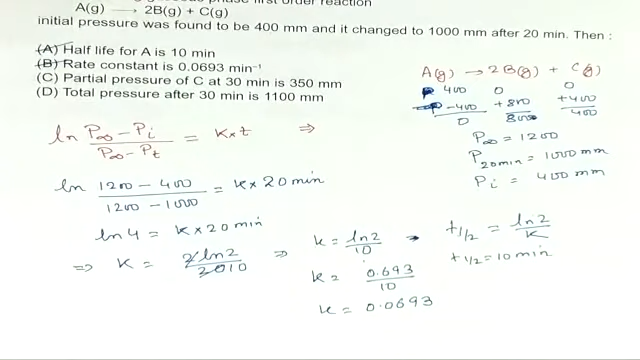 phase first order reaction
A(g) ⟶ 2B(g) + C(g)
initial pressure was found to be 400 mm and it changed to 1000 mm after 20 min. Then :
(A) Half life for A is 10 min
(B) Rate constant is 0.0693 min⁻¹
(C) Partial pressure of C at 30 min is 350 mm
(D) Total pressure after 30 min is 1100 mm
A(g) → 2B(g) + C(g)
400 0 0
-400 +800 +400
0 800 400
P∞ = 1200
P20min = 1000 mm
Pi = 400 mm
ln P∞ - Pi / P∞ - Pt = K×t ⇒
ln 1200 - 400 / 1200 - 1000 = K× 20 min
ln 4 = K× 20 min
⇒ K = 2 ln2 / 20 10 ⇒
K = ln2 / 10
K = 0.693 / 10
K = 0.0693
t1/2 = ln2 / K
t1/2 = 10 min